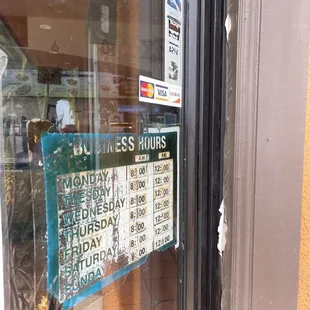 VISA
BUSINESS HOURS
AM
MONDAY 8:00 12:00
TUESDAY 8:00 12:00
WEDNESDAY 8:00 12:00
THURSDAY 8:00 12:00
FRIDAY 8:00 12:00
SATURDAY 8:00 12:00
SUNDAY 8:00 12:00